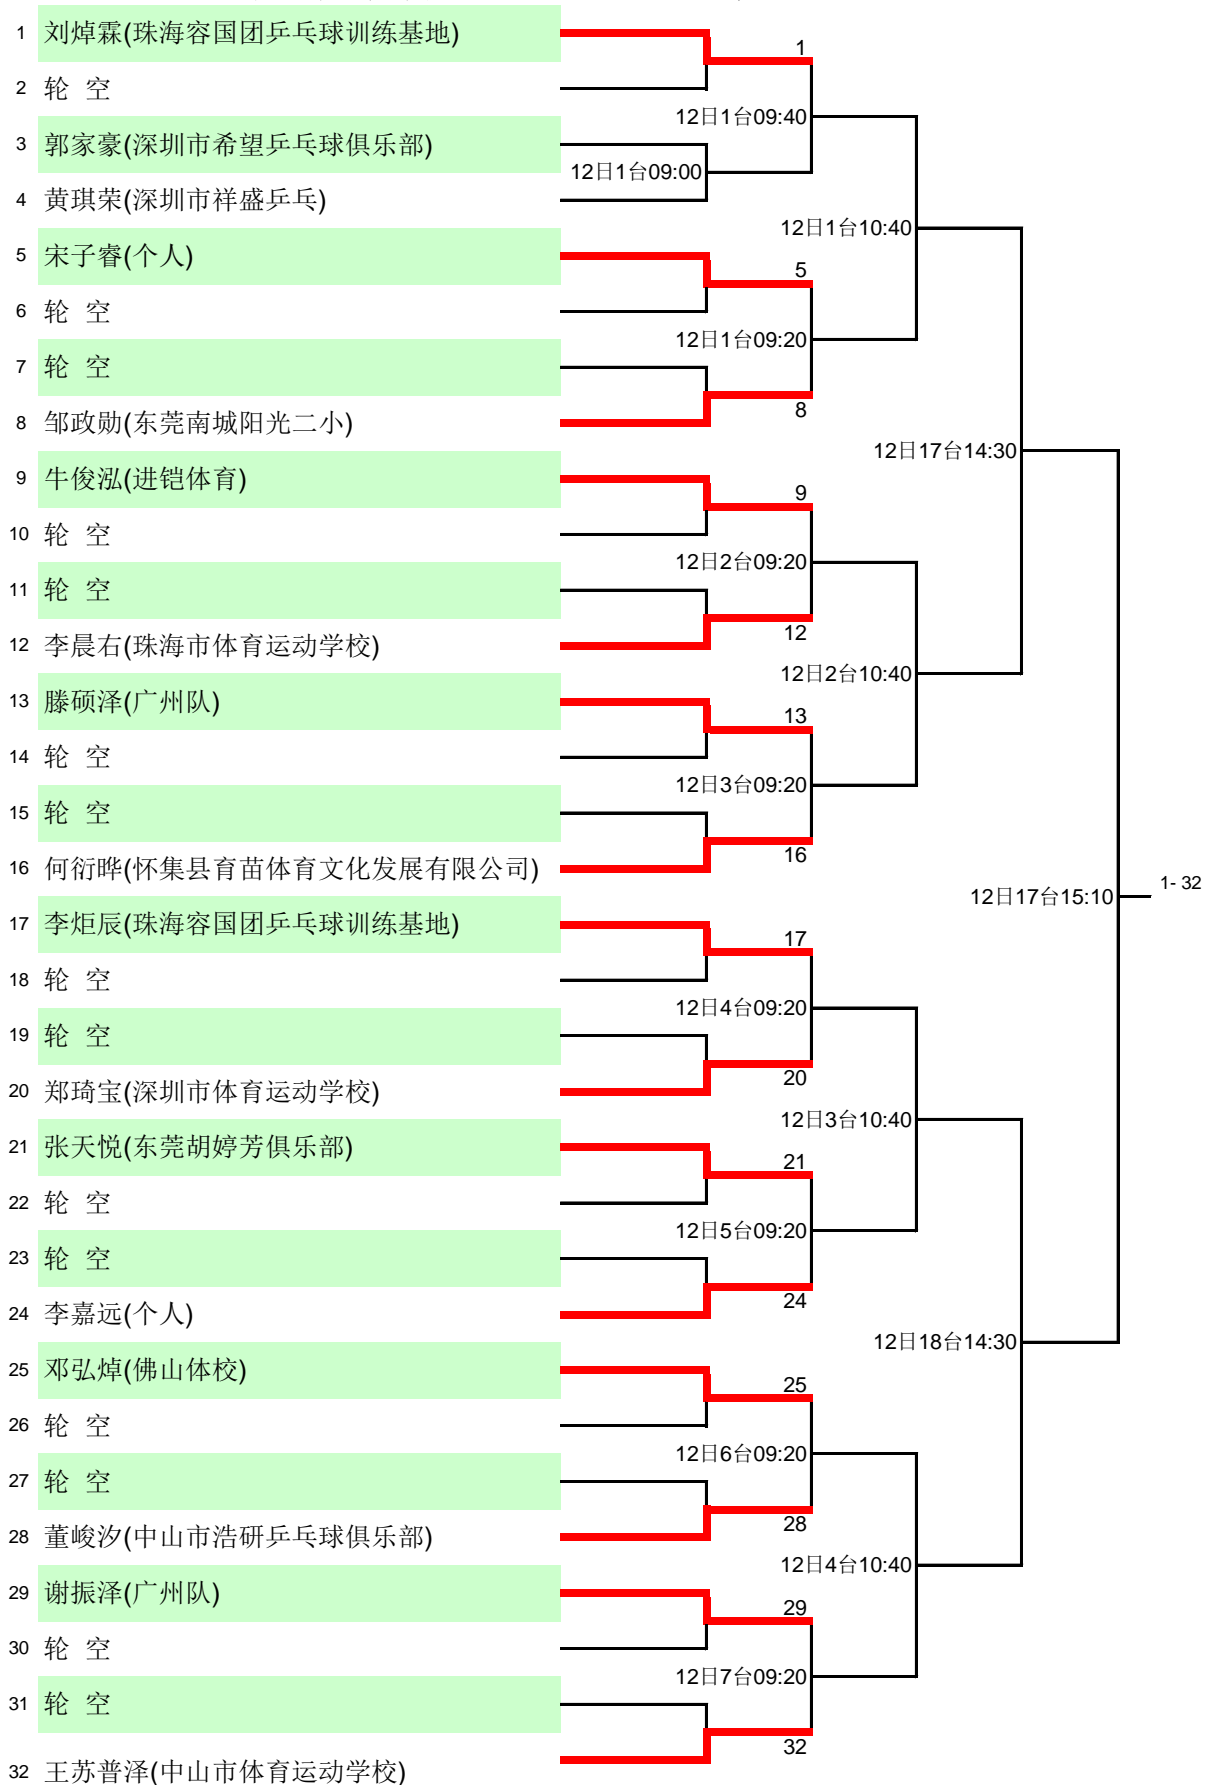 1 刘焯霖(珠海容国团乒乓球训练基地)
1
2 轮 空
12日1台09:40
3 郭家豪(深圳市希望乒乓球俱乐部)
12日1台09:00
4 黄琪荣(深圳市祥盛乒乓)
12日1台10:40
5 宋子睿(个人)
5
6 轮 空
12日1台09:20
7 轮 空
8
8 邹政勋(东莞南城阳光二小)
12日17台14:30
9 牛俊泓(进铠体育)
9
10 轮 空
12日2台09:20
11 轮 空
12
12 李晨右(珠海市体育运动学校)
12日2台10:40
13 滕硕泽(广州队)
13
14 轮 空
12日3台09:20
15 轮 空
16
16 何衍晔(怀集县育苗体育文化发展有限公司)
12日17台15:10
1- 32
17 李炬辰(珠海容国团乒乓球训练基地)
17
18 轮 空
12日4台09:20
19 轮 空
20
20 郑琦宝(深圳市体育运动学校)
12日3台10:40
21 张天悦(东莞胡婷芳俱乐部)
21
22 轮 空
12日5台09:20
23 轮 空
24
24 李嘉远(个人)
12日18台14:30
25 邓弘焯(佛山体校)
25
26 轮 空
12日6台09:20
27 轮 空
28
28 董峻汐(中山市浩研乒乓球俱乐部)
12日4台10:40
29 谢振泽(广州队)
29
30 轮 空
12日7台09:20
31 轮 空
32
32 王苏普泽(中山市体育运动学校)